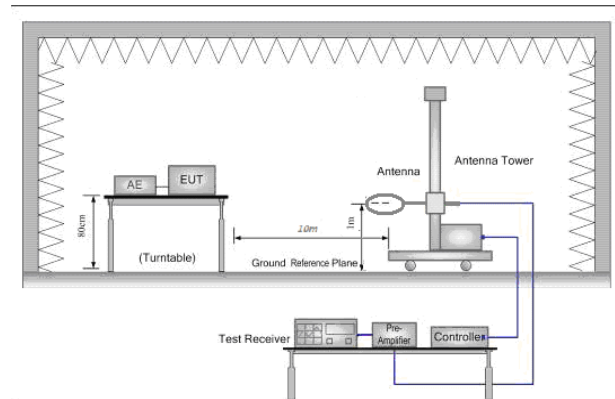 Antenna
Antenna Tower
AE
EUT
80cm
(Turntable)
10m
1m
Ground Reference Plane
Test Receiver
Pre-
Amplifier
Controller